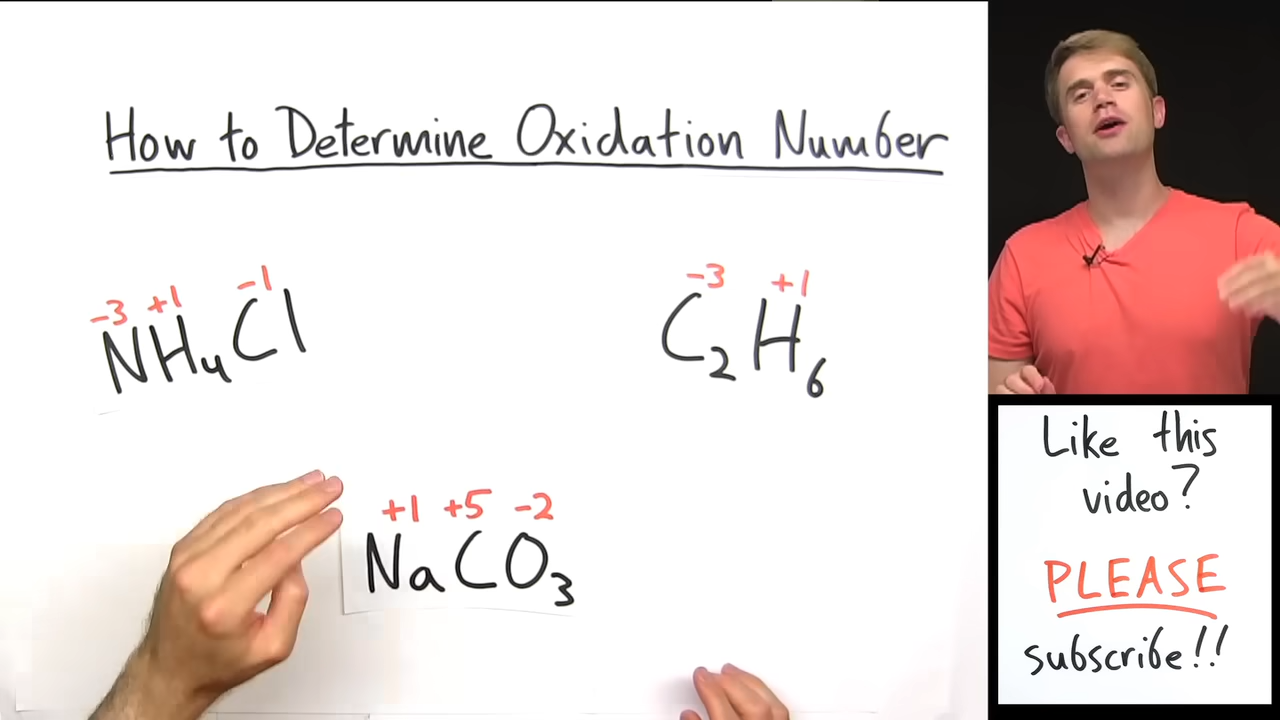 How to Determine Oxidation Number
-3 +1 -1
NH₄Cl
-3 +1
C₂H₆
+1 +5 -2
NaCO₃
Like this
video?
PLEASE
subscribe!!